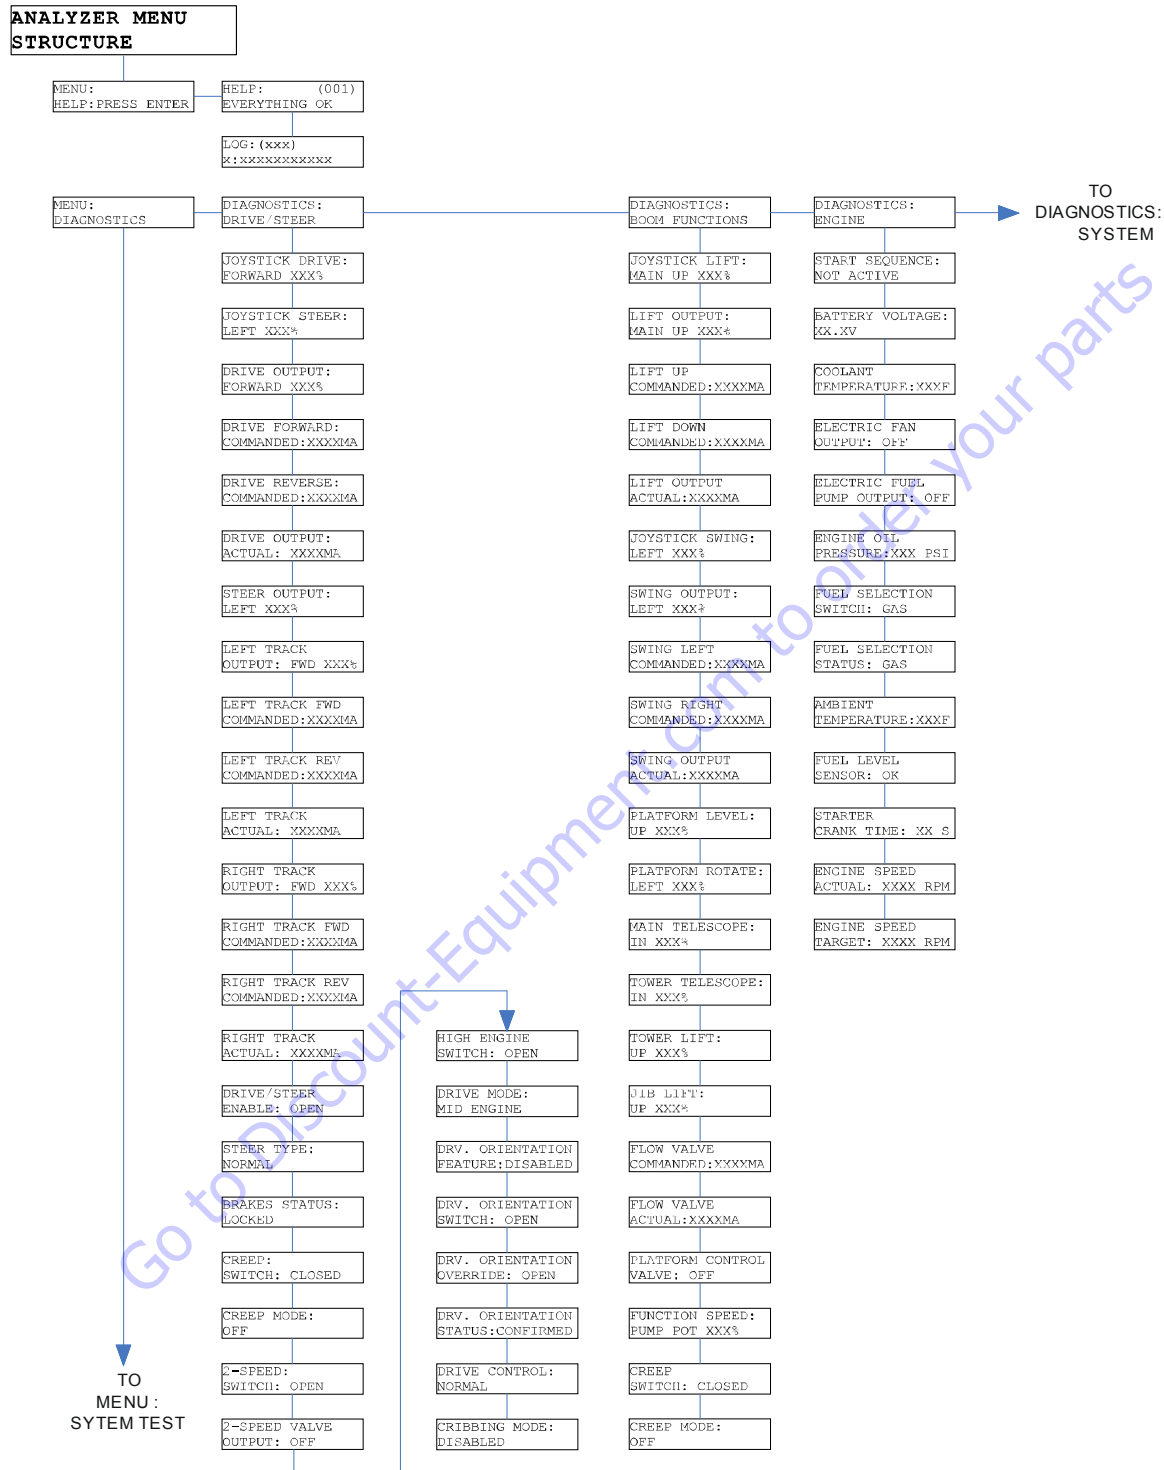 ANALYZER MENU
STRUCTURE
MENU:
HELP:PRESS ENTER
HELP: (001)
EVERYTHING OK
LOG:(xxx)
x:xxxxxxxxxxx
MENU:
DIAGNOSTICS
DIAGNOSTICS:
DRIVE/STEER
JOYSTICK DRIVE:
FORWARD XXX%
JOYSTICK STEER:
LEFT XXX%
DRIVE OUTPUT:
FORWARD XXX%
DRIVE FORWARD:
COMMANDED:XXXXMA
DRIVE REVERSE:
COMMANDED:XXXXMA
DRIVE OUTPUT:
ACTUAL: XXXXMA
STEER OUTPUT:
LEFT XXX%
LEFT TRACK
OUTPUT: FWD XXX%
LEFT TRACK FWD
COMMANDED:XXXXMA
LEFT TRACK REV
COMMANDED:XXXXMA
LEFT TRACK
ACTUAL: XXXXMA
RIGHT TRACK
OUTPUT: FWD XXX%
RIGHT TRACK FWD
COMMANDED:XXXXMA
RIGHT TRACK REV
COMMANDED:XXXXMA
RIGHT TRACK
ACTUAL: XXXXMA
DRIVE/STEER
ENABLE: OPEN
STEER TYPE:
NORMAL
BRAKES STATUS:
LOCKED
CREEP:
SWITCH: CLOSED
CREEP MODE:
OFF
2-SPEED:
SWITCH: OPEN
2-SPEED VALVE
OUTPUT: OFF
HIGH ENGINE
SWITCH: OPEN
DRIVE MODE:
MID ENGINE
DRV. ORIENTATION
FEATURE:DISABLED
DRV. ORIENTATION
SWITCH: OPEN
DRV. ORIENTATION
OVERRIDE: OPEN
DRV. ORIENTATION
STATUS:CONFIRMED
DRIVE CONTROL:
NORMAL
CRIBBING MODE:
DISABLED
DIAGNOSTICS:
BOOM FUNCTIONS
JOYSTICK LIFT:
MAIN UP XXX%
LIFT OUTPUT:
MAIN UP XXX%
LIFT UP
COMMANDED:XXXXMA
LIFT DOWN
COMMANDED:XXXXMA
LIFT OUTPUT
ACTUAL:XXXXMA
JOYSTICK SWING:
LEFT XXX%
SWING OUTPUT:
LEFT XXX%
SWING LEFT
COMMANDED:XXXXMA
SWING RIGHT
COMMANDED:XXXXMA
SWING OUTPUT
ACTUAL:XXXXMA
PLATFORM LEVEL:
UP XXX%
PLATFORM ROTATE:
LEFT XXX%
MAIN TELESCOPE:
IN XXX%
TOWER TELESCOPE:
IN XXX%
TOWER LIFT:
UP XXX%
JIB LIFT:
UP XXX%
FLOW VALVE
COMMANDED:XXXXMA
FLOW VALVE
ACTUAL:XXXXMA
PLATFORM CONTROL
VALVE: OFF
FUNCTION SPEED:
PUMP POT XXX%
CREEP
SWITCH: CLOSED
CREEP MODE:
OFF
DIAGNOSTICS:
ENGINE
START SEQUENCE:
NOT ACTIVE
BATTERY VOLTAGE:
XX.XV
COOLANT
TEMPERATURE:XXXF
ELECTRIC FAN
OUTPUT: OFF
ELECTRIC FUEL
PUMP OUTPUT: OFF
ENGINE OIL
PRESSURE:XXX PSI
FUEL SELECTION
SWITCH: GAS
FUEL SELECTION
STATUS: GAS
AMBIENT
TEMPERATURE:XXXF
FUEL LEVEL
SENSOR: OK
STARTER
CRANK TIME: XX S
ENGINE SPEED
ACTUAL: XXXX RPM
ENGINE SPEED
TARGET: XXXX RPM
TO
DIAGNOSTICS:
SYSTEM
TO
MENU :
SYTEM TEST
Go to Discount-Equipment.com to order your parts